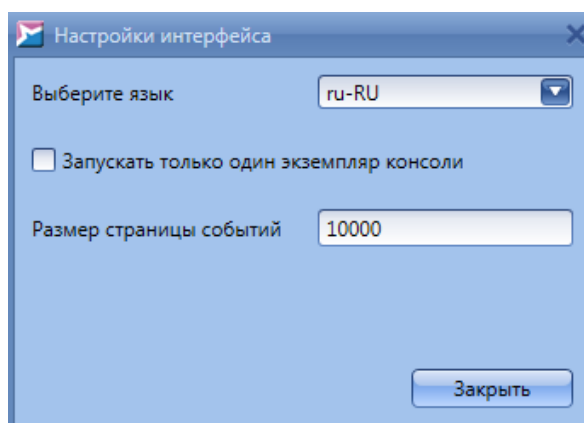 Настройки интерфейса
Выберите язык ru-RU
Запускать только один экземпляр консоли
Размер страницы событий 10000
Закрыть